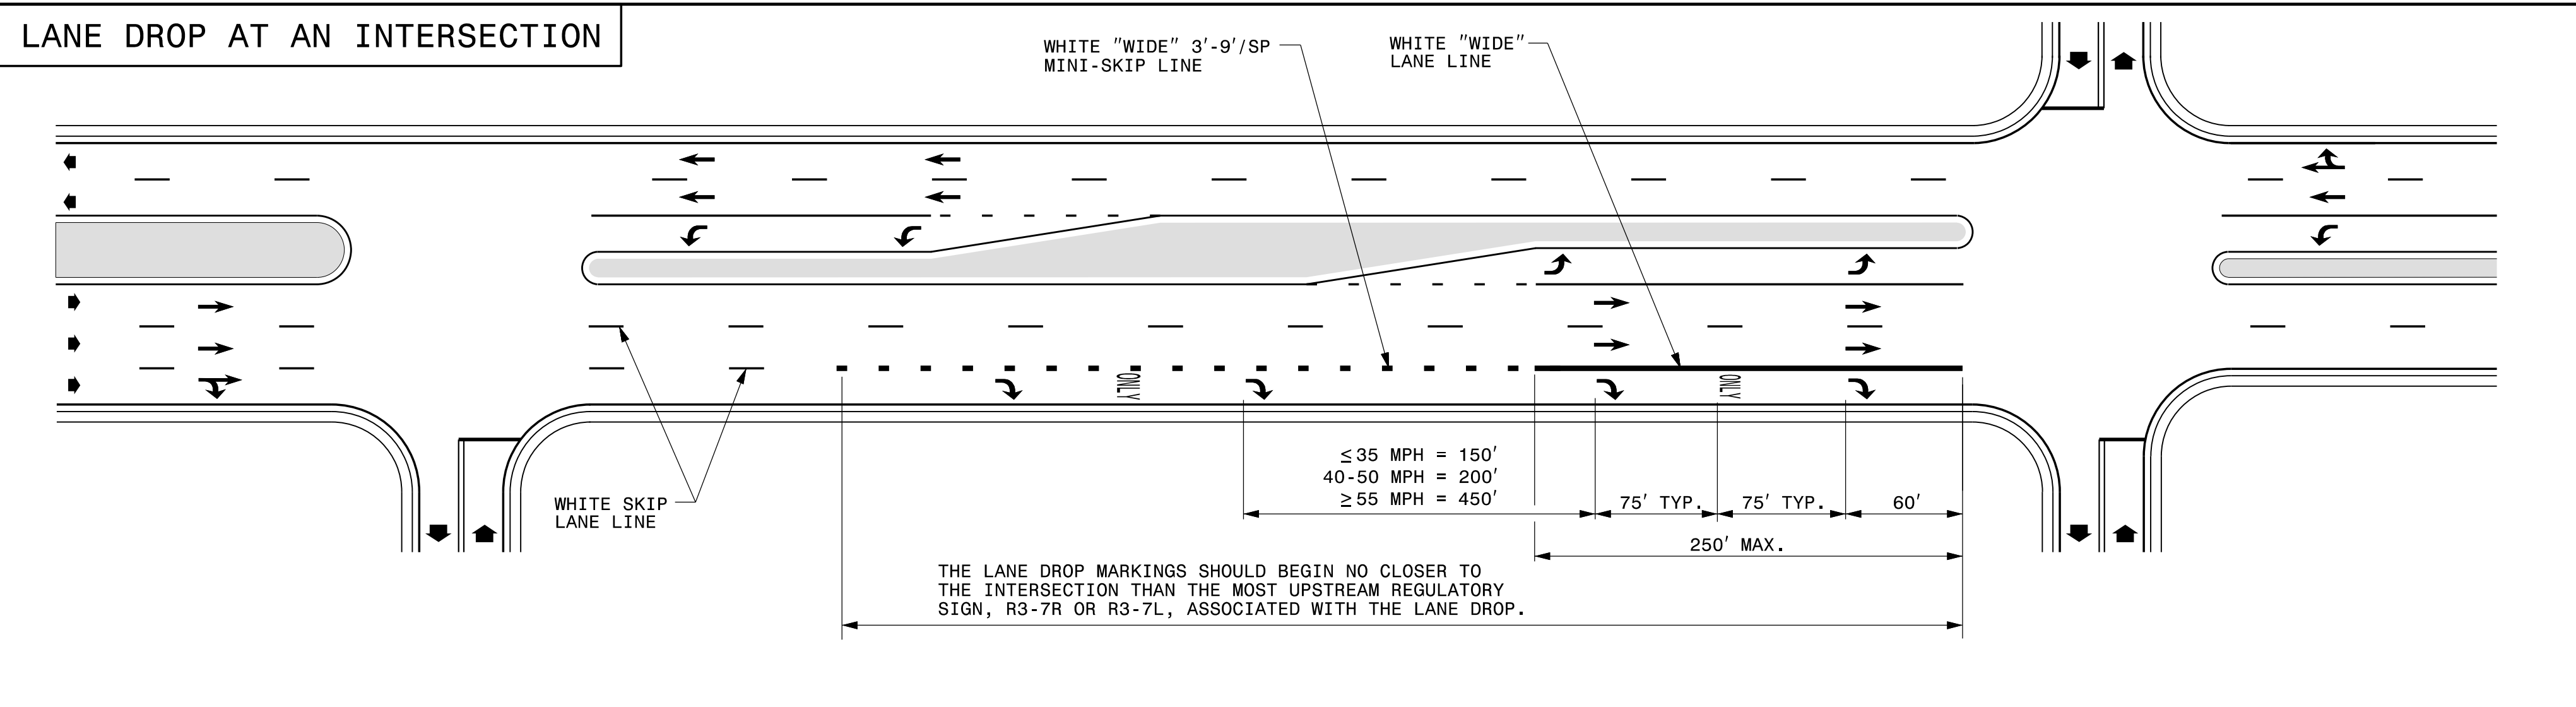 LANE DROP AT AN INTERSECTION
WHITE "WIDE" 3'-9'/SP
MINI-SKIP LINE
WHITE "WIDE"
LANE LINE
ONLY
ONLY
WHITE SKIP
LANE LINE
≤35 MPH = 150'
40-50 MPH = 200'
≥55 MPH = 450'
75' TYP.
75' TYP.
60'
250' MAX.
THE LANE DROP MARKINGS SHOULD BEGIN NO CLOSER TO
THE INTERSECTION THAN THE MOST UPSTREAM REGULATORY
SIGN, R3-7R OR R3-7L, ASSOCIATED WITH THE LANE DROP.